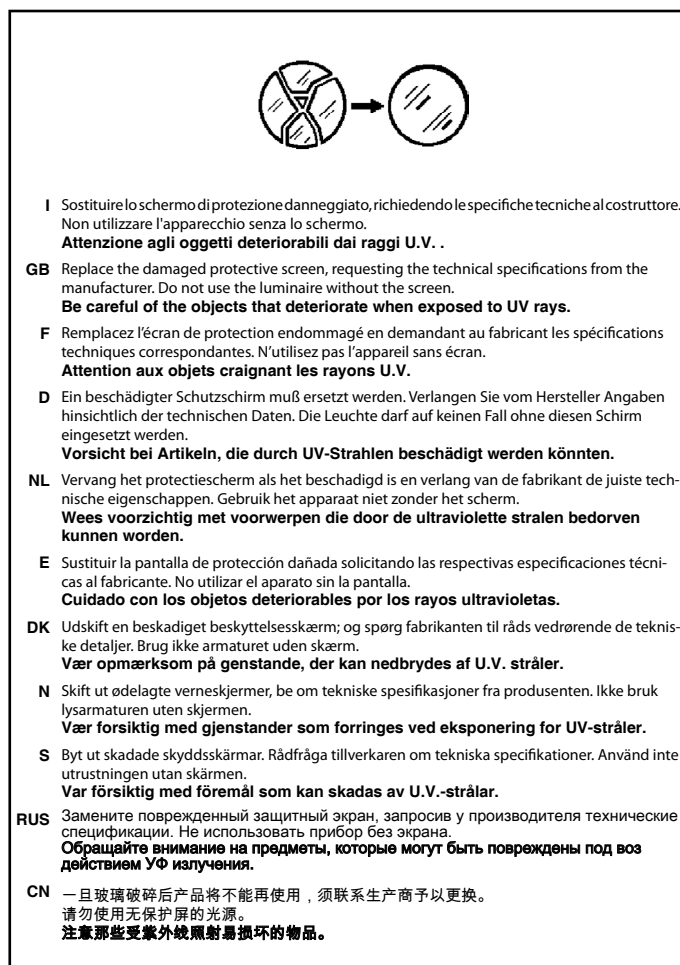 I Sostituire lo schermo di protezione danneggiato, richiedendo le specifiche tecniche al costruttore.
Non utilizzare l'apparecchio senza lo schermo.
Attenzione agli oggetti deteriorabili dai raggi U.V. .
GB Replace the damaged protective screen, requesting the technical specifications from the
manufacturer. Do not use the luminaire without the screen.
Be careful of the objects that deteriorate when exposed to UV rays.
F Remplacez l’écran de protection endommagé en demandant au fabricant les spécifications
techniques correspondantes. N’utilisez pas l’appareil sans écran.
Attention aux objets craignant les rayons U.V.
D Ein beschädigter Schutzschirm muß ersetzt werden. Verlangen Sie vom Hersteller Angaben
hinsichtlich der technischen Daten. Die Leuchte darf auf keinen Fall ohne diesen Schirm
eingesetzt werden.
Vorsicht bei Artikeln, die durch UV-Strahlen beschädigt werden könnten.
NL Vervang het protectiescherm als het beschadigd is en verlang van de fabrikant de juiste tech-
nische eigenschappen. Gebruik het apparaat niet zonder het scherm.
Wees voorzichtig met voorwerpen die door de ultraviolette stralen bedorven
kunnen worden.
E Sustituir la pantalla de protección dañada solicitando las respectivas especificaciones técni-
cas al fabricante. No utilizar el aparato sin la pantalla.
Cuidado con los objetos deteriorables por los rayos ultravioletas.
DK Udskift en beskadiget beskyttelsesskærm; og spørg fabrikanten til råds vedrørende de teknis-
ke detaljer. Brug ikke armaturet uden skærm.
Vær opmærksom på genstande, der kan nedbrydes af U.V. stråler.
N Skift ut ødelagte verneskjermer, be om tekniske spesifikasjoner fra produsenten. Ikke bruk
lysarmaturen uten skjermen.
Vær forsiktig med gjenstander som forringes ved eksponering for UV-stråler.
S Byt ut skadade skyddsskärmar. Rådfråga tillverkaren om tekniska specifikationer. Använd inte
utrustningen utan skärmen.
Var försiktig med föremål som kan skadas av U.V.-strålar.
RUS Замените поврежденный защитный экран, запросив у производителя технические
спецификации. Не использовать прибор без экрана.
Обращайте внимание на предметы, которые могут быть повреждены под воз
действием УФ излучения.
CN 一旦玻璃破碎后产品将不能再使用，须联系生产商予以更换。
请勿使用无保护屏的光源。
注意那些受紫外线照射易损坏的物品。